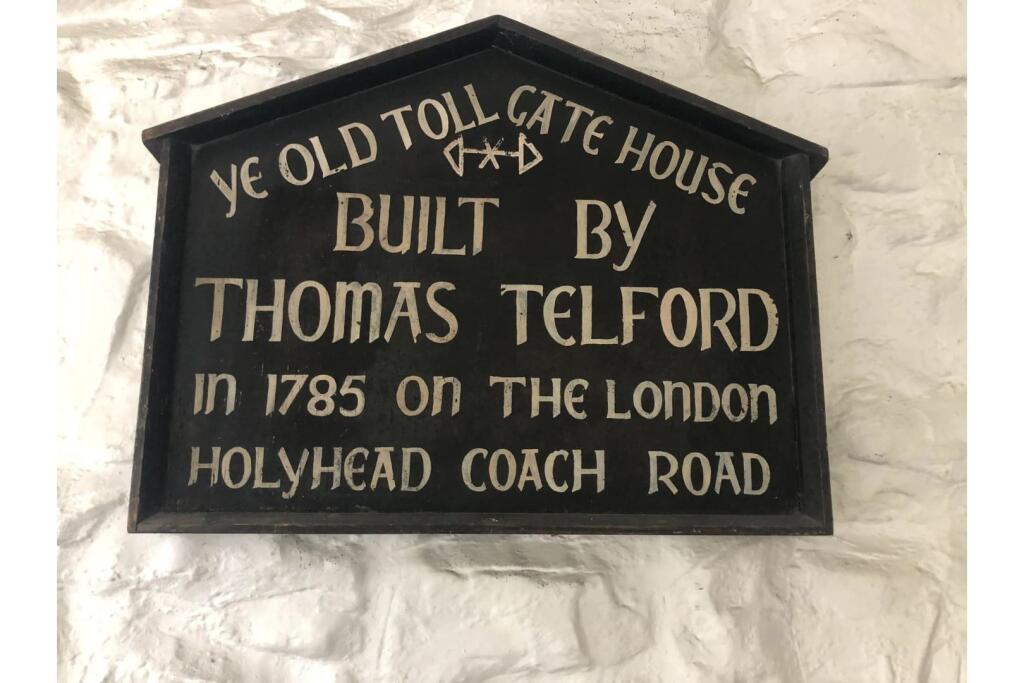 YE OLD TOLL GATE HOUSE
BUILT BY
THOMAS TELFORD
IN 1785 ON THE LONDON
HOLYHEAD COACH ROAD